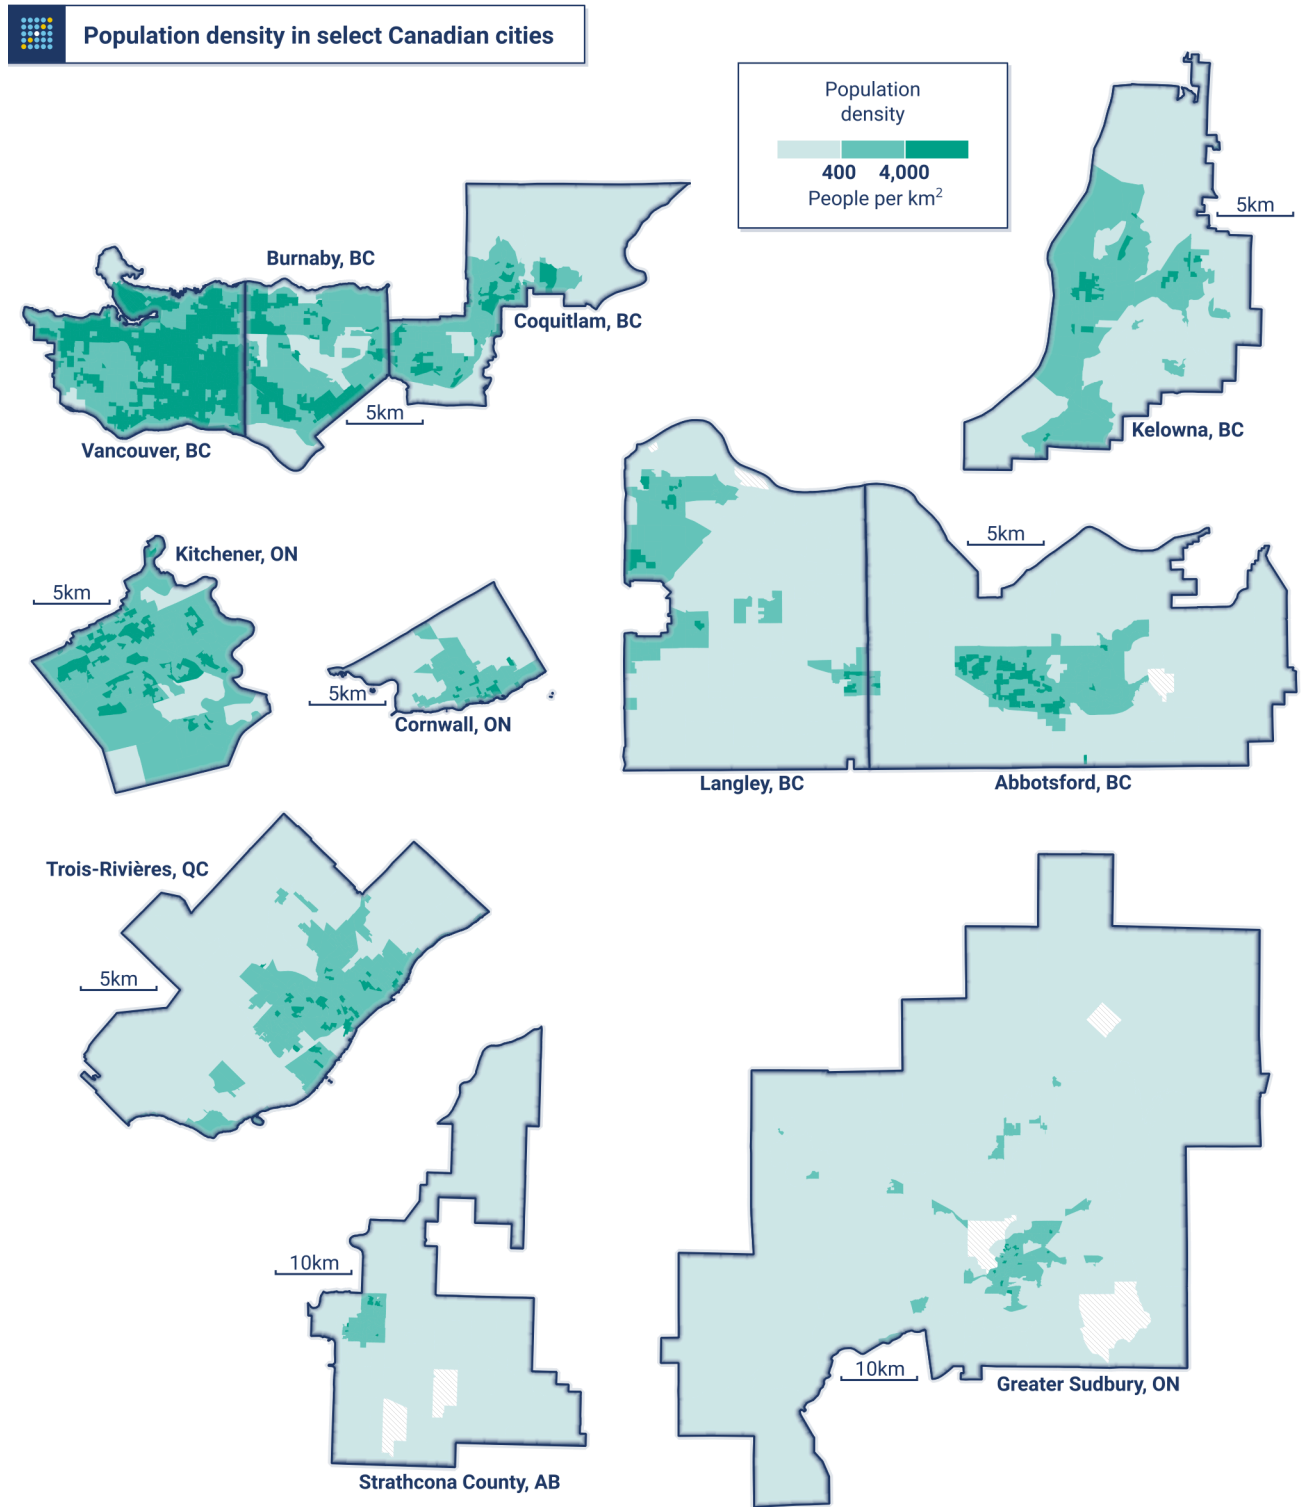 Population density in select Canadian cities
Population
density
400 4,000
People per km²
5km
Kelowna, BC
Burnaby, BC
Coquitlam, BC
5km
Vancouver, BC
Kitchener, ON
5km
5km
Cornwall, ON
5km
Langley, BC
Abbotsford, BC
Trois-Rivières, QC
5km
10km
Strathcona County, AB
10km
Greater Sudbury, ON